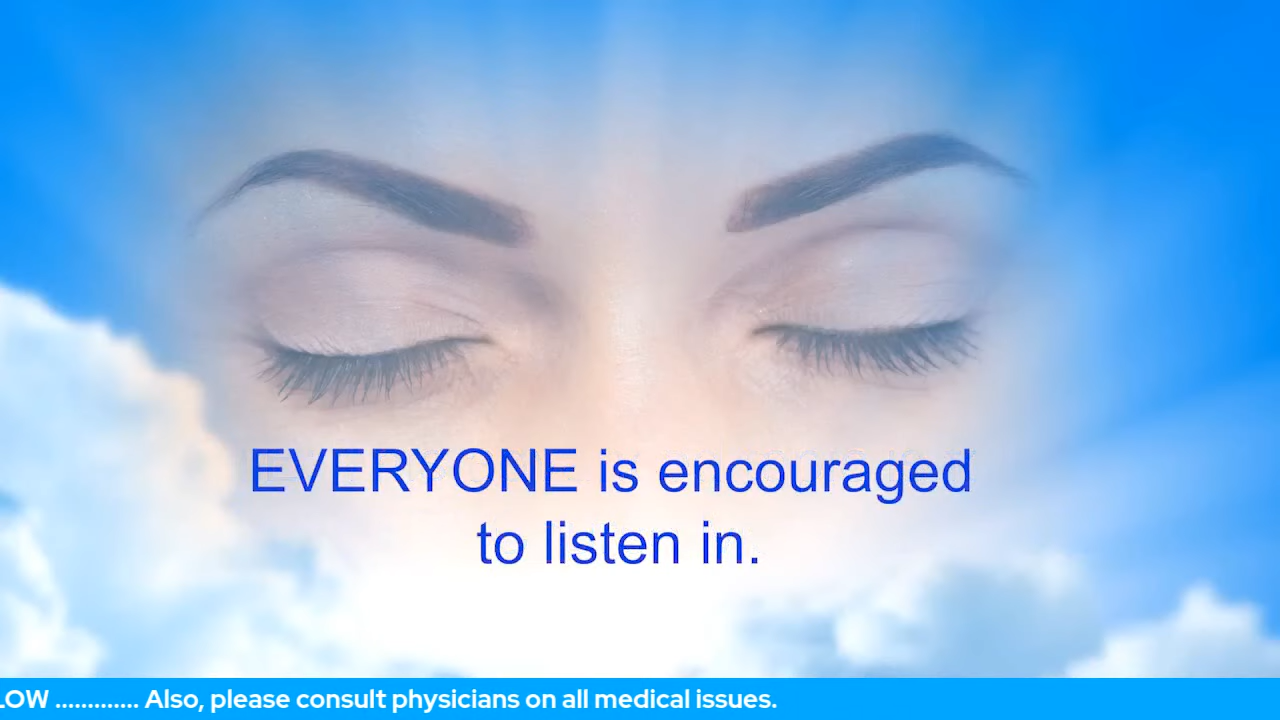 EVERYONE is encouraged
to listen in.
LOW ............. Also, please consult physicians on all medical issues.